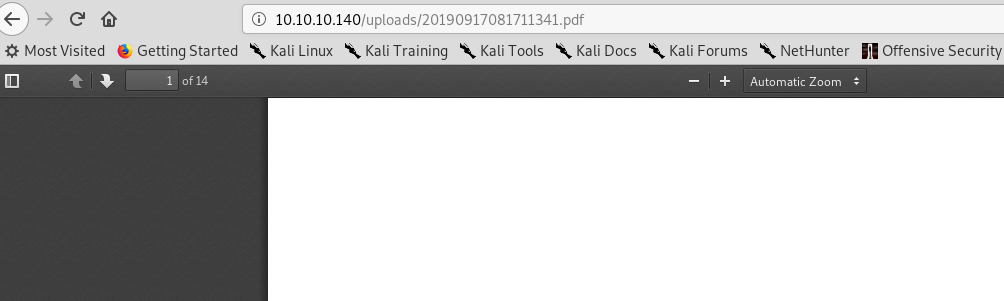 10.10.10.140/uploads/20190917081711341.pdf
Most Visited Getting Started Kali Linux Kali Training Kali Tools Kali Docs Kali Forums NetHunter Offensive Security
1 of 14 Automatic Zoom